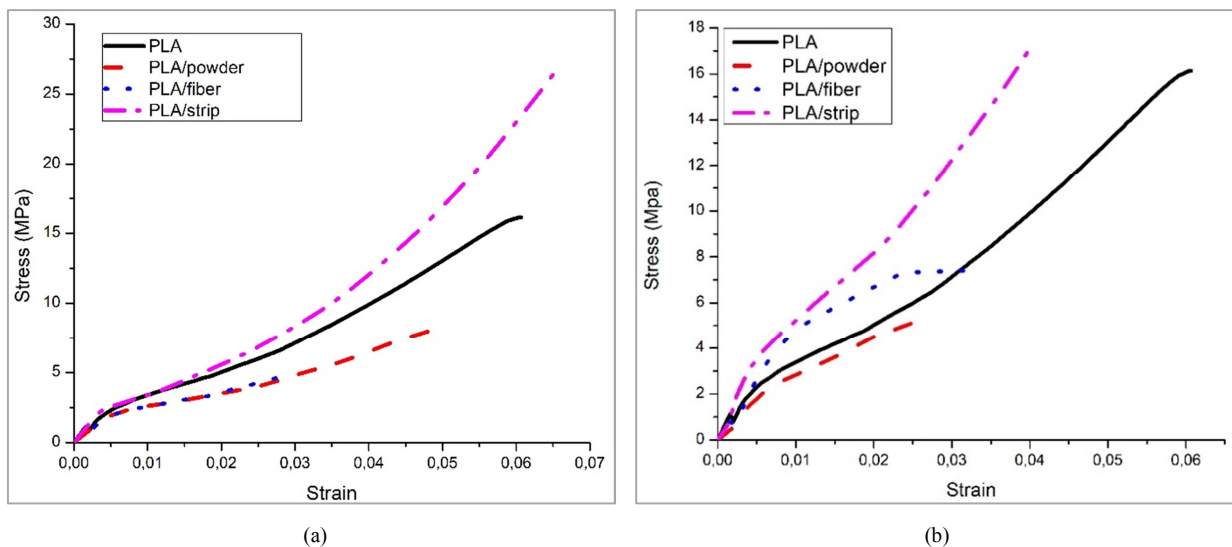 30
25
20
15
10
5
0
Stress (MPa)
PLA
PLA/powder
PLA/fiber
PLA/strip
0,00 0,01 0,02 0,03 0,04 0,05 0,06 0,07
Strain
(a)
18
16
14
12
10
8
6
4
2
0
Stress (Mpa)
PLA
PLA/powder
PLA/fiber
PLA/strip
0,00 0,01 0,02 0,03 0,04 0,05 0,06
Strain
(b)